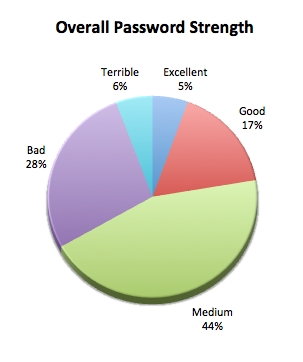 Overall Password Strength
Terrible
6%
Excellent
5%
Good
17%
Bad
28%
Medium
44%